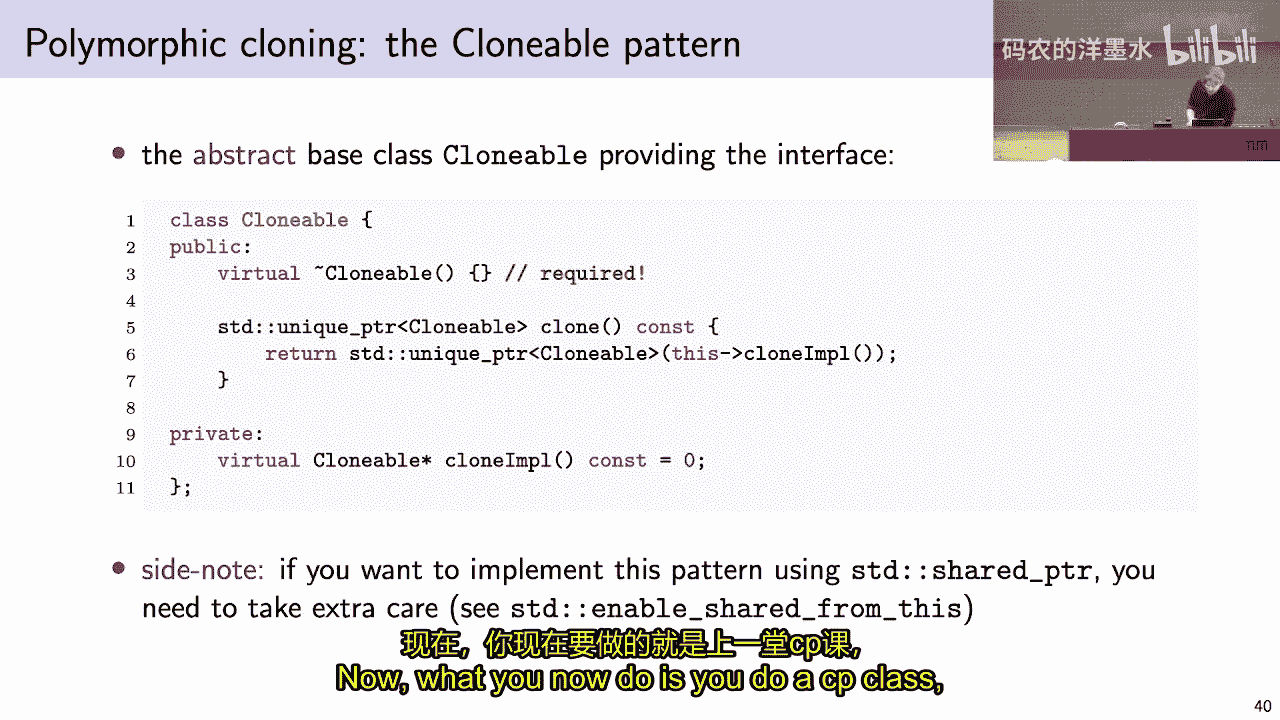 Polymorphic cloning: the Cloneable pattern
码农的洋墨水 bilibili
nm
• the abstract base class Cloneable providing the interface:
1 class Cloneable {
2 public:
3 virtual ~Cloneable() {} // required!
4
5 std::unique_ptr<Cloneable> clone() const {
6 return std::unique_ptr<Cloneable>(this->cloneImpl());
7 }
8
9 private:
10 virtual Cloneable* cloneImpl() const = 0;
11 };
• side-note: if you want to implement this pattern using std::shared_ptr, you
need to take extra care (see std::enable_shared_from_this)
现在，你现在要做的就是上一堂cp课，
Now, what you now do is you do a cp class,
40